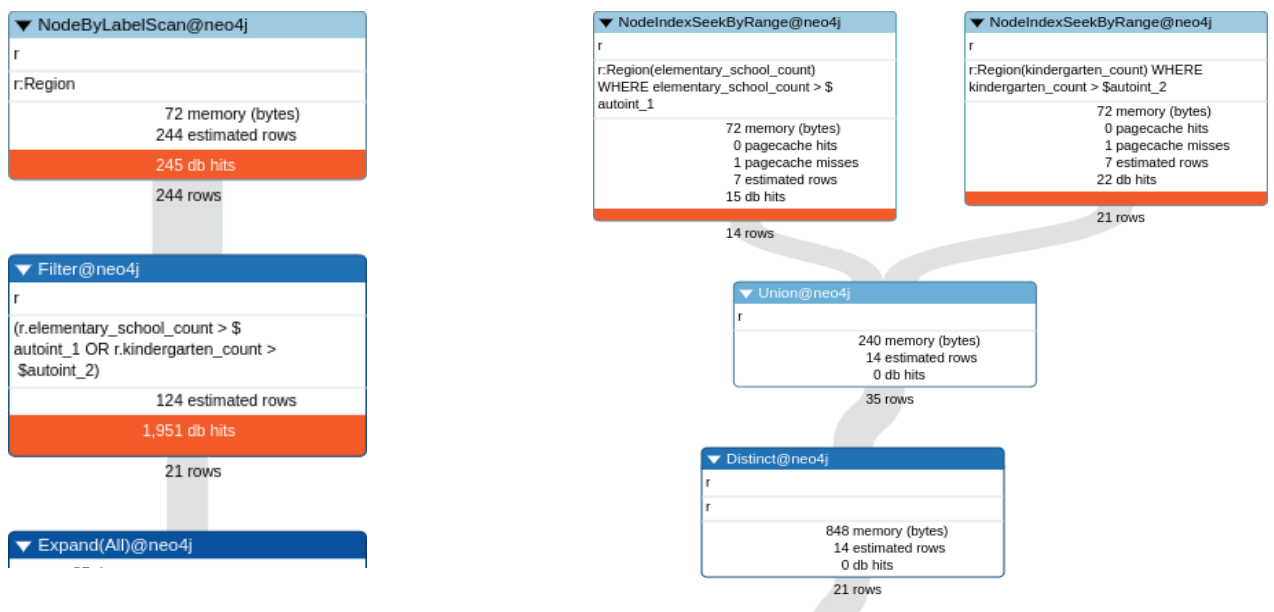 NodeByLabelScan@neo4j
r
r:Region
72 memory (bytes)
244 estimated rows
245 db hits
244 rows
Filter@neo4j
r
(r.elementary_school_count > $
autoint_1 OR r.kindergarten_count >
$autoint_2)
124 estimated rows
1,951 db hits
21 rows
Expand(All)@neo4j
NodeIndexSeekByRange@neo4j
r
r:Region(elementary_school_count)
WHERE elementary_school_count > $
autoint_1
72 memory (bytes)
0 pagecache hits
1 pagecache misses
7 estimated rows
15 db hits
14 rows
NodeIndexSeekByRange@neo4j
r
r:Region(kindergarten_count) WHERE
kindergarten_count > $autoint_2
72 memory (bytes)
0 pagecache hits
1 pagecache misses
7 estimated rows
22 db hits
21 rows
Union@neo4j
r
240 memory (bytes)
14 estimated rows
0 db hits
35 rows
Distinct@neo4j
r
r
848 memory (bytes)
14 estimated rows
0 db hits
21 rows